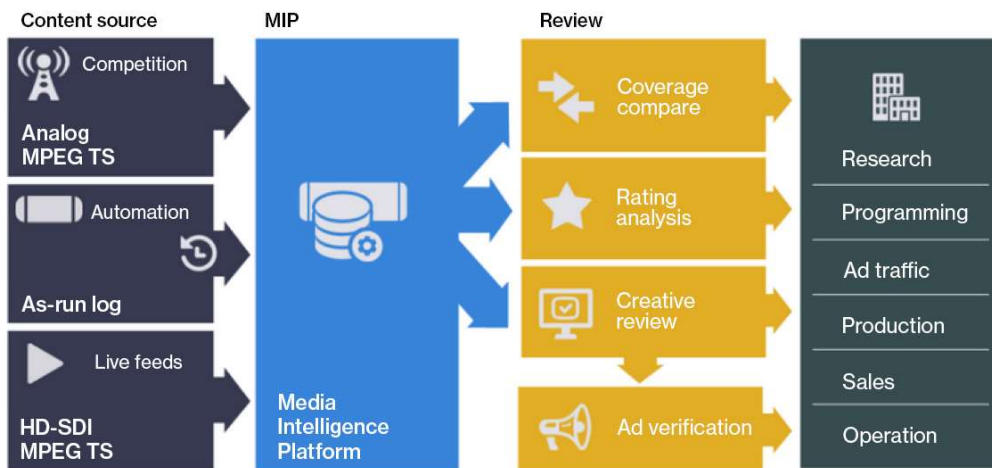 Content source
MIP
Review
Competition
Analog
MPEG TS
Automation
As-run log
Live feeds
HD-SDI
MPEG TS
Media
Intelligence
Platform
Coverage
compare
Rating
analysis
Creative
review
Ad verification
Research
Programming
Ad traffic
Production
Sales
Operation